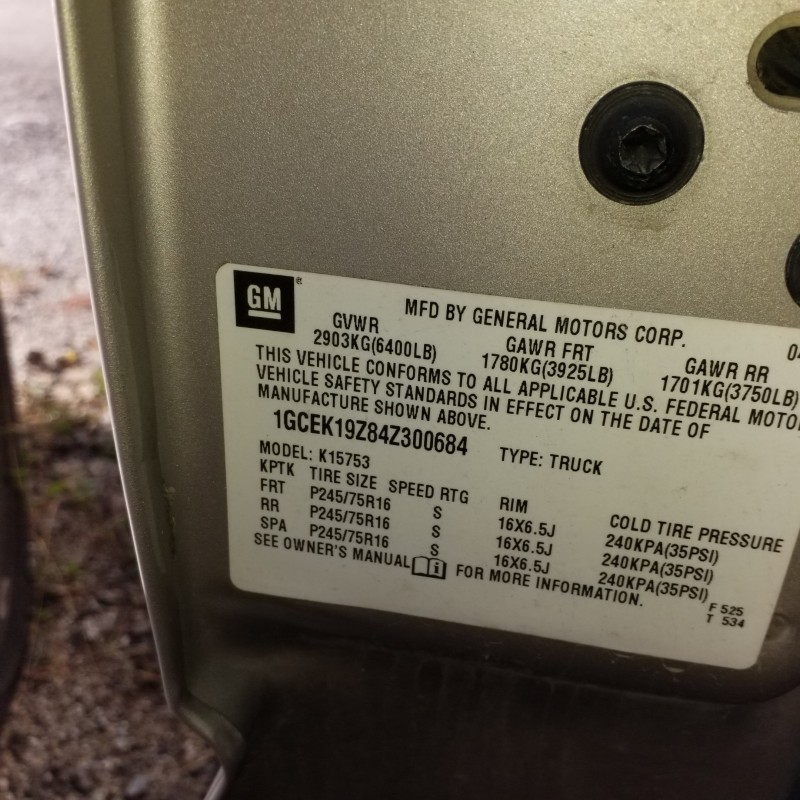 GM
MFD BY GENERAL MOTORS CORP.
04
GVWR GAWR FRT GAWR RR
2903KG(6400LB) 1780KG(3925LB) 1701KG(3750LB)
THIS VEHICLE CONFORMS TO ALL APPLICABLE U.S. FEDERAL MOTO
VEHICLE SAFETY STANDARDS IN EFFECT ON THE DATE OF
MANUFACTURE SHOWN ABOVE.
1GCEK19Z84Z300684 TYPE: TRUCK
MODEL: K15753
KPTK TIRE SIZE SPEED RTG RIM COLD TIRE PRESSURE
FRT P245/75R16 S 16X6.5J 240KPA(35PSI)
RR P245/75R16 S 16X6.5J 240KPA(35PSI)
SPA P245/75R16 S 16X6.5J 240KPA(35PSI)
SEE OWNER'S MANUAL FOR MORE INFORMATION.
F 525
T 534